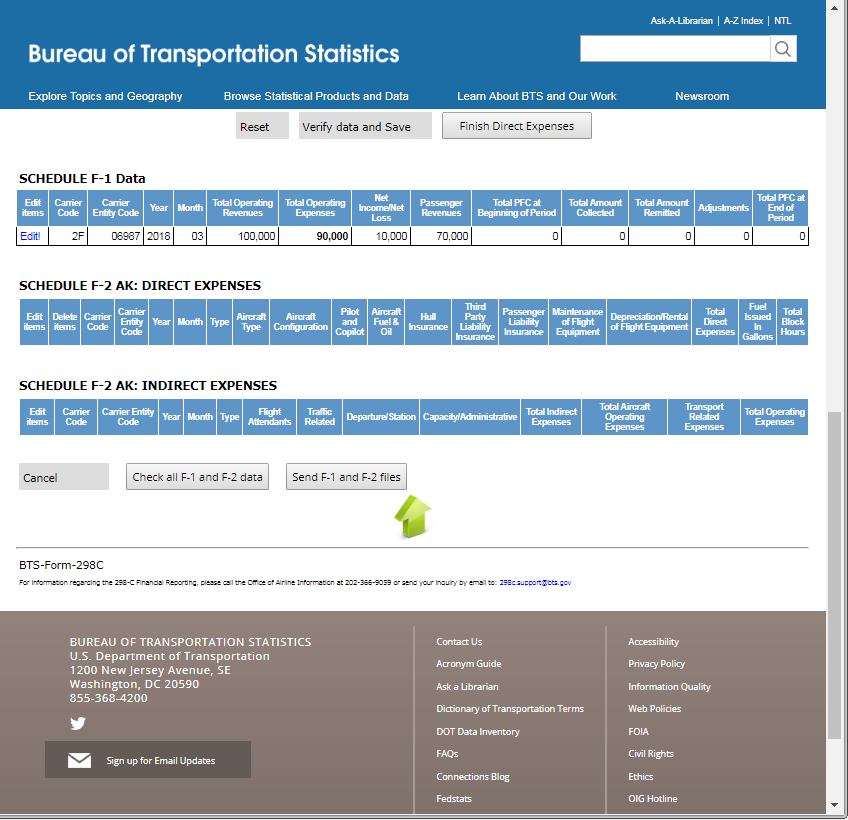 Ask-A-Librarian | A-Z Index | NTL
Bureau of Transportation Statistics
Explore Topics and Geography Browse Statistical Products and Data Learn About BTS and Our Work Newsroom
Reset Verify data and Save Finish Direct Expenses
SCHEDULE F-1 Data
Edit items Carrier Code Carrier Entity Code Year Month Total Operating Revenues Total Operating Expenses Net Income/Net Loss Passenger Revenues Total PFC at Beginning of Period Total Amount Collected Total Amount Remitted Adjustments Total PFC at End of Period
Edit! 2F 06987 2018 03 100,000 90,000 10,000 70,000 0 0 0 0 0
SCHEDULE F-2 AK: DIRECT EXPENSES
Edit items Delete items Carrier Code Carrier Entity Code Year Month Type Aircraft Type Aircraft Configuration Pilot and Copilot Aircraft Fuel & Oil Hull Insurance Third Party Liability Insurance Passenger Liability Insurance Maintenance of Flight Equipment Depreciation/Rental of Flight Equipment Total Direct Expenses Fuel Issued In Gallons Total Block Hours
SCHEDULE F-2 AK: INDIRECT EXPENSES
Edit items Carrier Code Carrier Entity Code Year Month Type Flight Attendants Traffic Related Departure/Station Capacity/Administrative Total Indirect Expenses Total Aircraft Operating Expenses Transport Related Expenses Total Operating Expenses
Cancel Check all F-1 and F-2 data Send F-1 and F-2 files
BTS-Form-298C
For information regarding the 298-C Financial Reporting, please call the Office of Airline Information at 202-366-9059 or send your inquiry by email to: 298c.support@bts.gov
BUREAU OF TRANSPORTATION STATISTICS
U.S. Department of Transportation
1200 New Jersey Avenue, SE
Washington, DC 20590
855-368-4200
Sign up for Email Updates
Contact Us
Acronym Guide
Ask a Librarian
Dictionary of Transportation Terms
DOT Data Inventory
FAQs
Connections Blog
Fedstats
Accessibility
Privacy Policy
Information Quality
Web Policies
FOIA
Civil Rights
Ethics
OIG Hotline